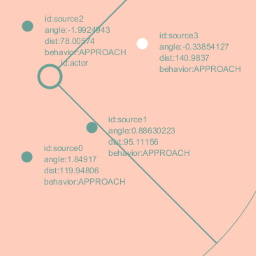 id:source2
angle:-1.9924943
dist:78.00574
behavior:APPROACH
id:actor
id:source3
angle:-0.33854127
dist:140.9837
behavior:APPROACH
id:source1
angle:0.88630223
dist:95.11156
behavior:APPROACH
id:source0
angle:1.84917
dist:119.94806
behavior:APPROACH